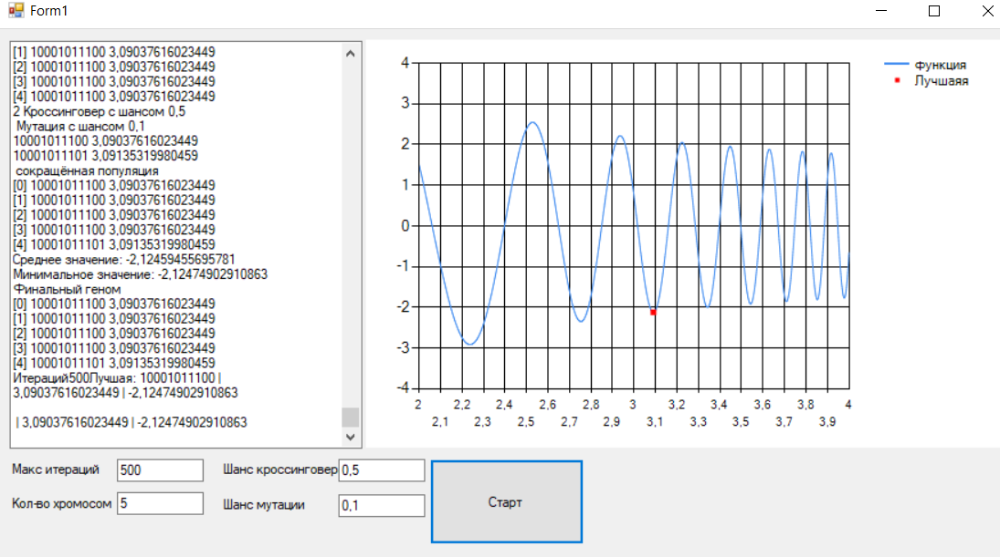 Form1
[1] 10001011100 3,09037616023449
[2] 10001011100 3,09037616023449
[3] 10001011100 3,09037616023449
[4] 10001011100 3,09037616023449
2 Кроссинговер с шансом 0,5
Мутация с шансом 0,1
10001011100 3,09037616023449
10001011101 3,09135319980459
сокращённая популяция
[0] 10001011100 3,09037616023449
[1] 10001011100 3,09037616023449
[2] 10001011100 3,09037616023449
[3] 10001011100 3,09037616023449
[4] 10001011101 3,09135319980459
Среднее значение: -2,12459455695781
Минимальное значение: -2,12474902910863
Финальный геном
[0] 10001011100 3,09037616023449
[1] 10001011100 3,09037616023449
[2] 10001011100 3,09037616023449
[3] 10001011100 3,09037616023449
[4] 10001011101 3,09135319980459
Итераций500Лучшая: 10001011100 |
3,09037616023449 | -2,12474902910863
| 3,09037616023449 | -2,12474902910863
4
3
2
1
0
-1
-2
-3
-4
2 2,2 2,4 2,6 2,8 3 3,2 3,4 3,6 3,8 4
2,1 2,3 2,5 2,7 2,9 3,1 3,3 3,5 3,7 3,9
функция
Лучшаяя
Макс итераций 500 Шанс кроссинговер 0,5
Кол-во хромосом 5 Шанс мутации 0,1
Старт